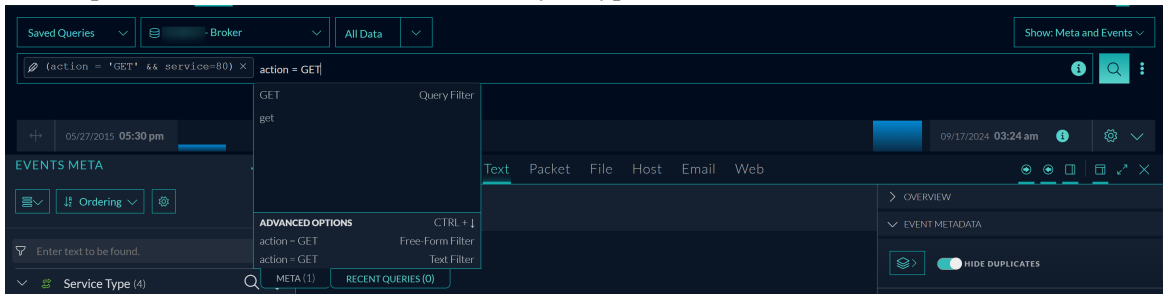 Saved Queries - Broker All Data Show: Meta and Events
(action = 'GET' && service=80) × action = GET
GET Query Filter
get
05/27/2015 05:30 pm 09/17/2024 03:24 am
EVENTS META Text Packet File Host Email Web
Ordering OVERVIEW
ADVANCED OPTIONS CTRL + ↓ EVENT METADATA
action = GET Free-Form Filter
Enter text to be found. action = GET Text Filter HIDE DUPLICATES
Service Type (4) META (1) RECENT QUERIES (0)